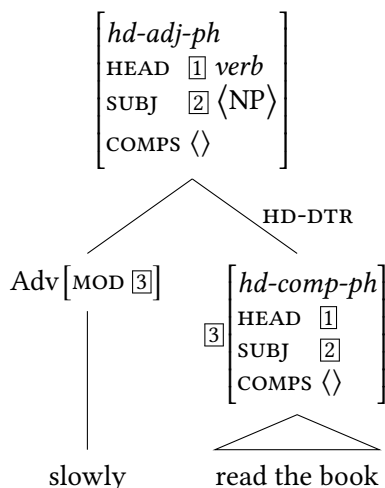 hd-adj-ph
HEAD 1 verb
SUBJ 2 ⟨NP⟩
COMPS ⟨⟩
HD-DTR
Adv[MOD 3]
3
hd-comp-ph
HEAD 1
SUBJ 2
COMPS ⟨⟩
slowly read the book